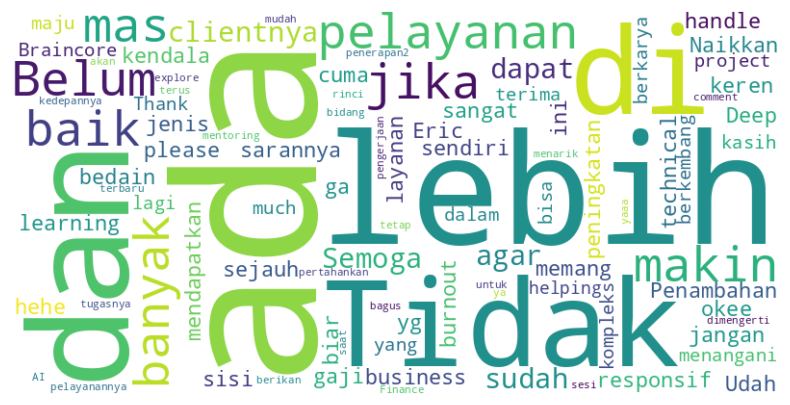 maju
mas
clientnya
mudah
pelayanan
di
berkarya
handle
Naikkan
project
keren
Braincore
kendala
akan
explore
penerapan2
cuma
jika
dapat
Belum
terus
kedepannya
Thank
mentoring
rinci
bidang
terima
sangat
ini
comment
Deep
baik
jenis
please
sarannya
pengerjaan
layanan
Eric
sendiri
menarik
peningkatan
technical
berkembang
kasih
dan
ada
lebih
bedain
terbaru
lagi
ga
much
dalam
bisa
tetap
yaaa
learning
banyak
mendapatkan
sejauh
pertahankan
Semoga
agar
memang
makin
hehe
tugasnya
Tidak
bagus
burnout
helpings
untuk
ya
kompleks
Penambahan
okee
dimengerti
jangan
menangani
biar
saat
yg
yang
AI
pelayanannya
sisi
berikan
gaji
business
Finance
sudah
sesi
responsif
Udah